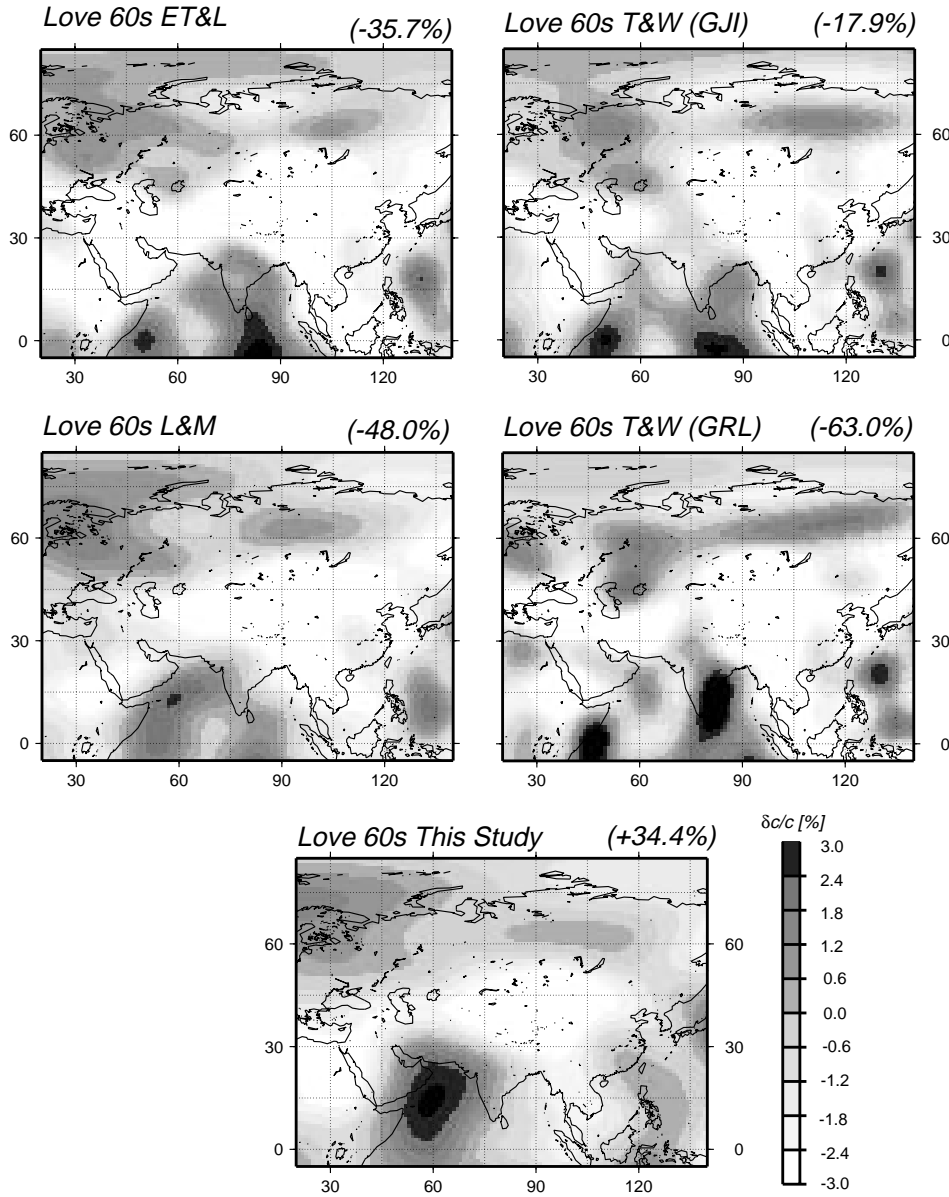 Love 60s ET&L (-35.7%)
Love 60s T&W (GJI) (-17.9%)
60
30
0
60
30
0
30 60 90 120
30 60 90 120
Love 60s L&M (-48.0%)
Love 60s T&W (GRL) (-63.0%)
60
30
0
60
30
0
30 60 90 120
30 60 90 120
Love 60s This Study (+34.4%)
60
30
0
60
30
0
30 60 90 120
δc/c [%]
3.0
2.4
1.8
1.2
0.6
0.0
-0.6
-1.2
-1.8
-2.4
-3.0